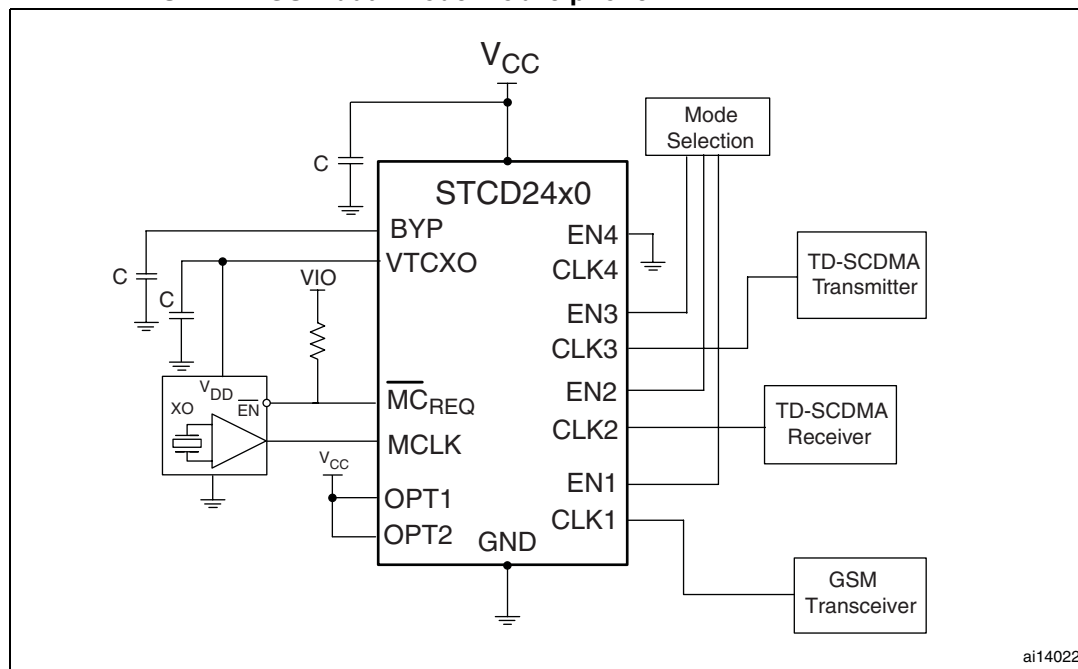 V_CC
Mode
Selection
C
STCD24x0
BYP
VTCXO
C
C
VIO
EN4
CLK4
TD-SCDMA
Transmitter
EN3
CLK3
V_DD
XO
EN
MC_REQ
EN2
TD-SCDMA
Receiver
CLK2
MCLK
V_CC
EN1
OPT1
CLK1
OPT2
GND
GSM
Transceiver
ai14022